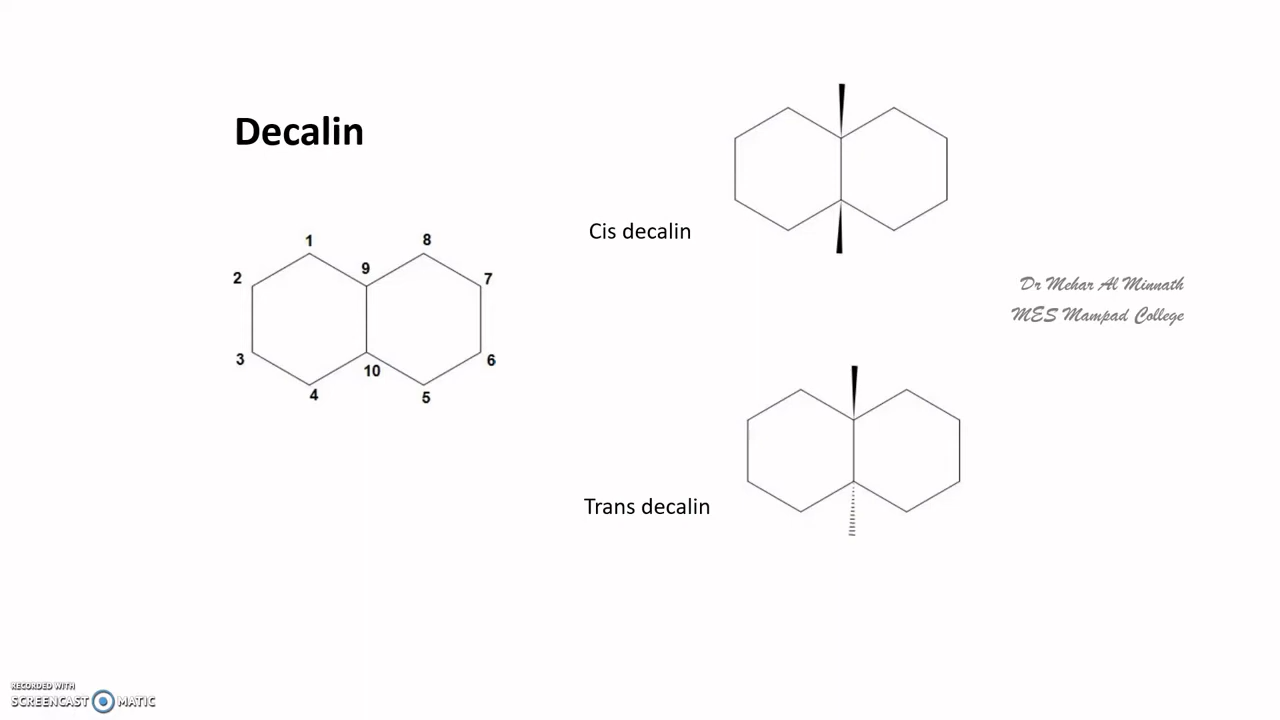 Decalin
1
8
9
2
7
3
10
6
4
5
Cis decalin
Dr Mehar Al Minnath
MES Mampad College
Trans decalin
RECORDED WITH
SCREENCAST MATIC